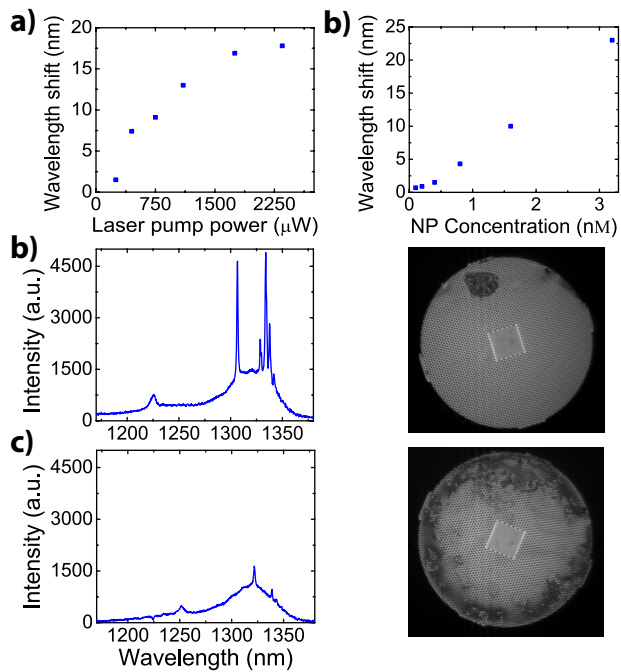 a)
Wavelength shift (nm)
20
15
10
5
0
0 750 1500 2250
Laser pump power (μW)
b)
Wavelength shift (nm)
25
20
15
10
5
0
0 1 2 3
NP Concentration (nM)
b)
Intensity (a.u.)
4500
3000
1500
0
1200 1250 1300 1350
c)
Intensity (a.u.)
4500
3000
1500
0
1200 1250 1300 1350
Wavelength (nm)